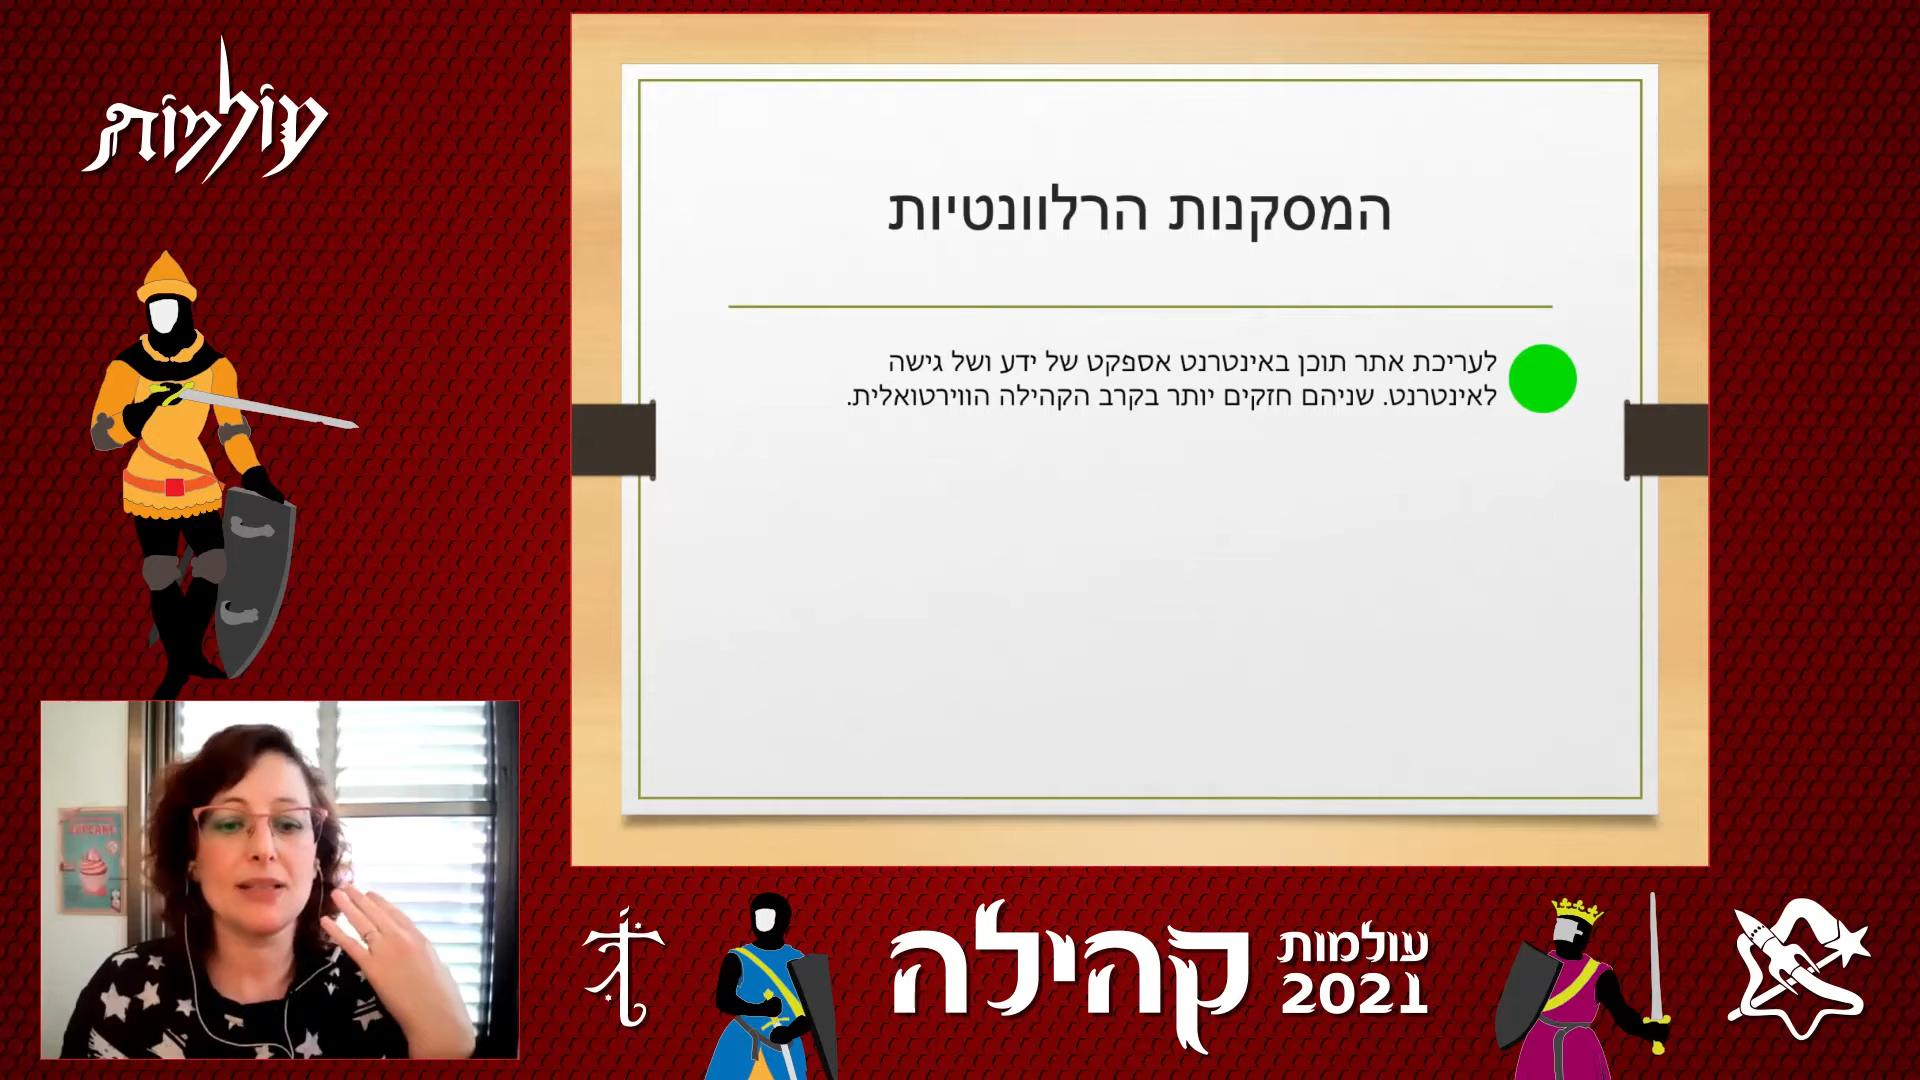 עולמות
המסקנות הרלוונטיות
לעריכת אתר תוכן באינטרנט אספקט של ידע ושל גישה
לאינטרנט. שניהם חזקים יותר בקרב הקהילה הווירטואלית.
CUPCAKE
קהילה
עולמות
2021